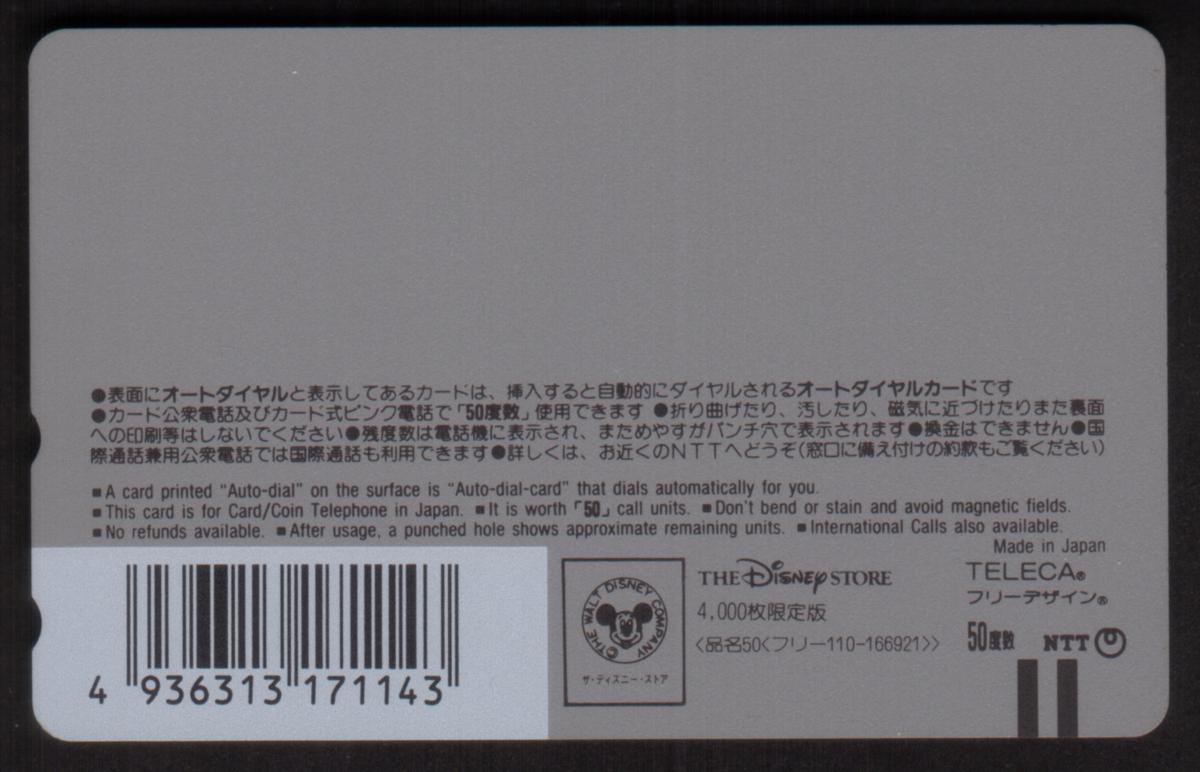 ●表面にオートダイヤルと表示してあるカードは、挿入すると自動的にダイヤルされるオートダイヤルカードです
●カード公衆電話及びカード式ピンク電話で「50度数」使用できます ●折り曲げたり、汚したり、磁気に近づけたりまた裏面
への印刷等はしないでください●残度数は電話機に表示され、まためやすがパンチ穴で表示されます●換金はできません●国
際通話兼用公衆電話では国際通話も利用できます●詳しくは、お近くのNTTへどうぞ(窓口に備え付けの約款もご覧ください)
■A card printed "Auto-dial" on the surface is "Auto-dial-card" that dials automatically for you.
■This card is for Card/Coin Telephone in Japan. ■It is worth「50」call units. ■Don't bend or stain and avoid magnetic fields.
■No refunds available. ■After usage, a punched hole shows approximate remaining units. ■International Calls also available.
Made in Japan
4 936313 171143
©THE WALT DISNEY COMPANY
ザ・ディズニー・ストア
THE DISNEY STORE
4,000枚限定版
〈品名50〈フリー110-166921〉〉
TELECA®
フリーデザイン®
50度数 NTT